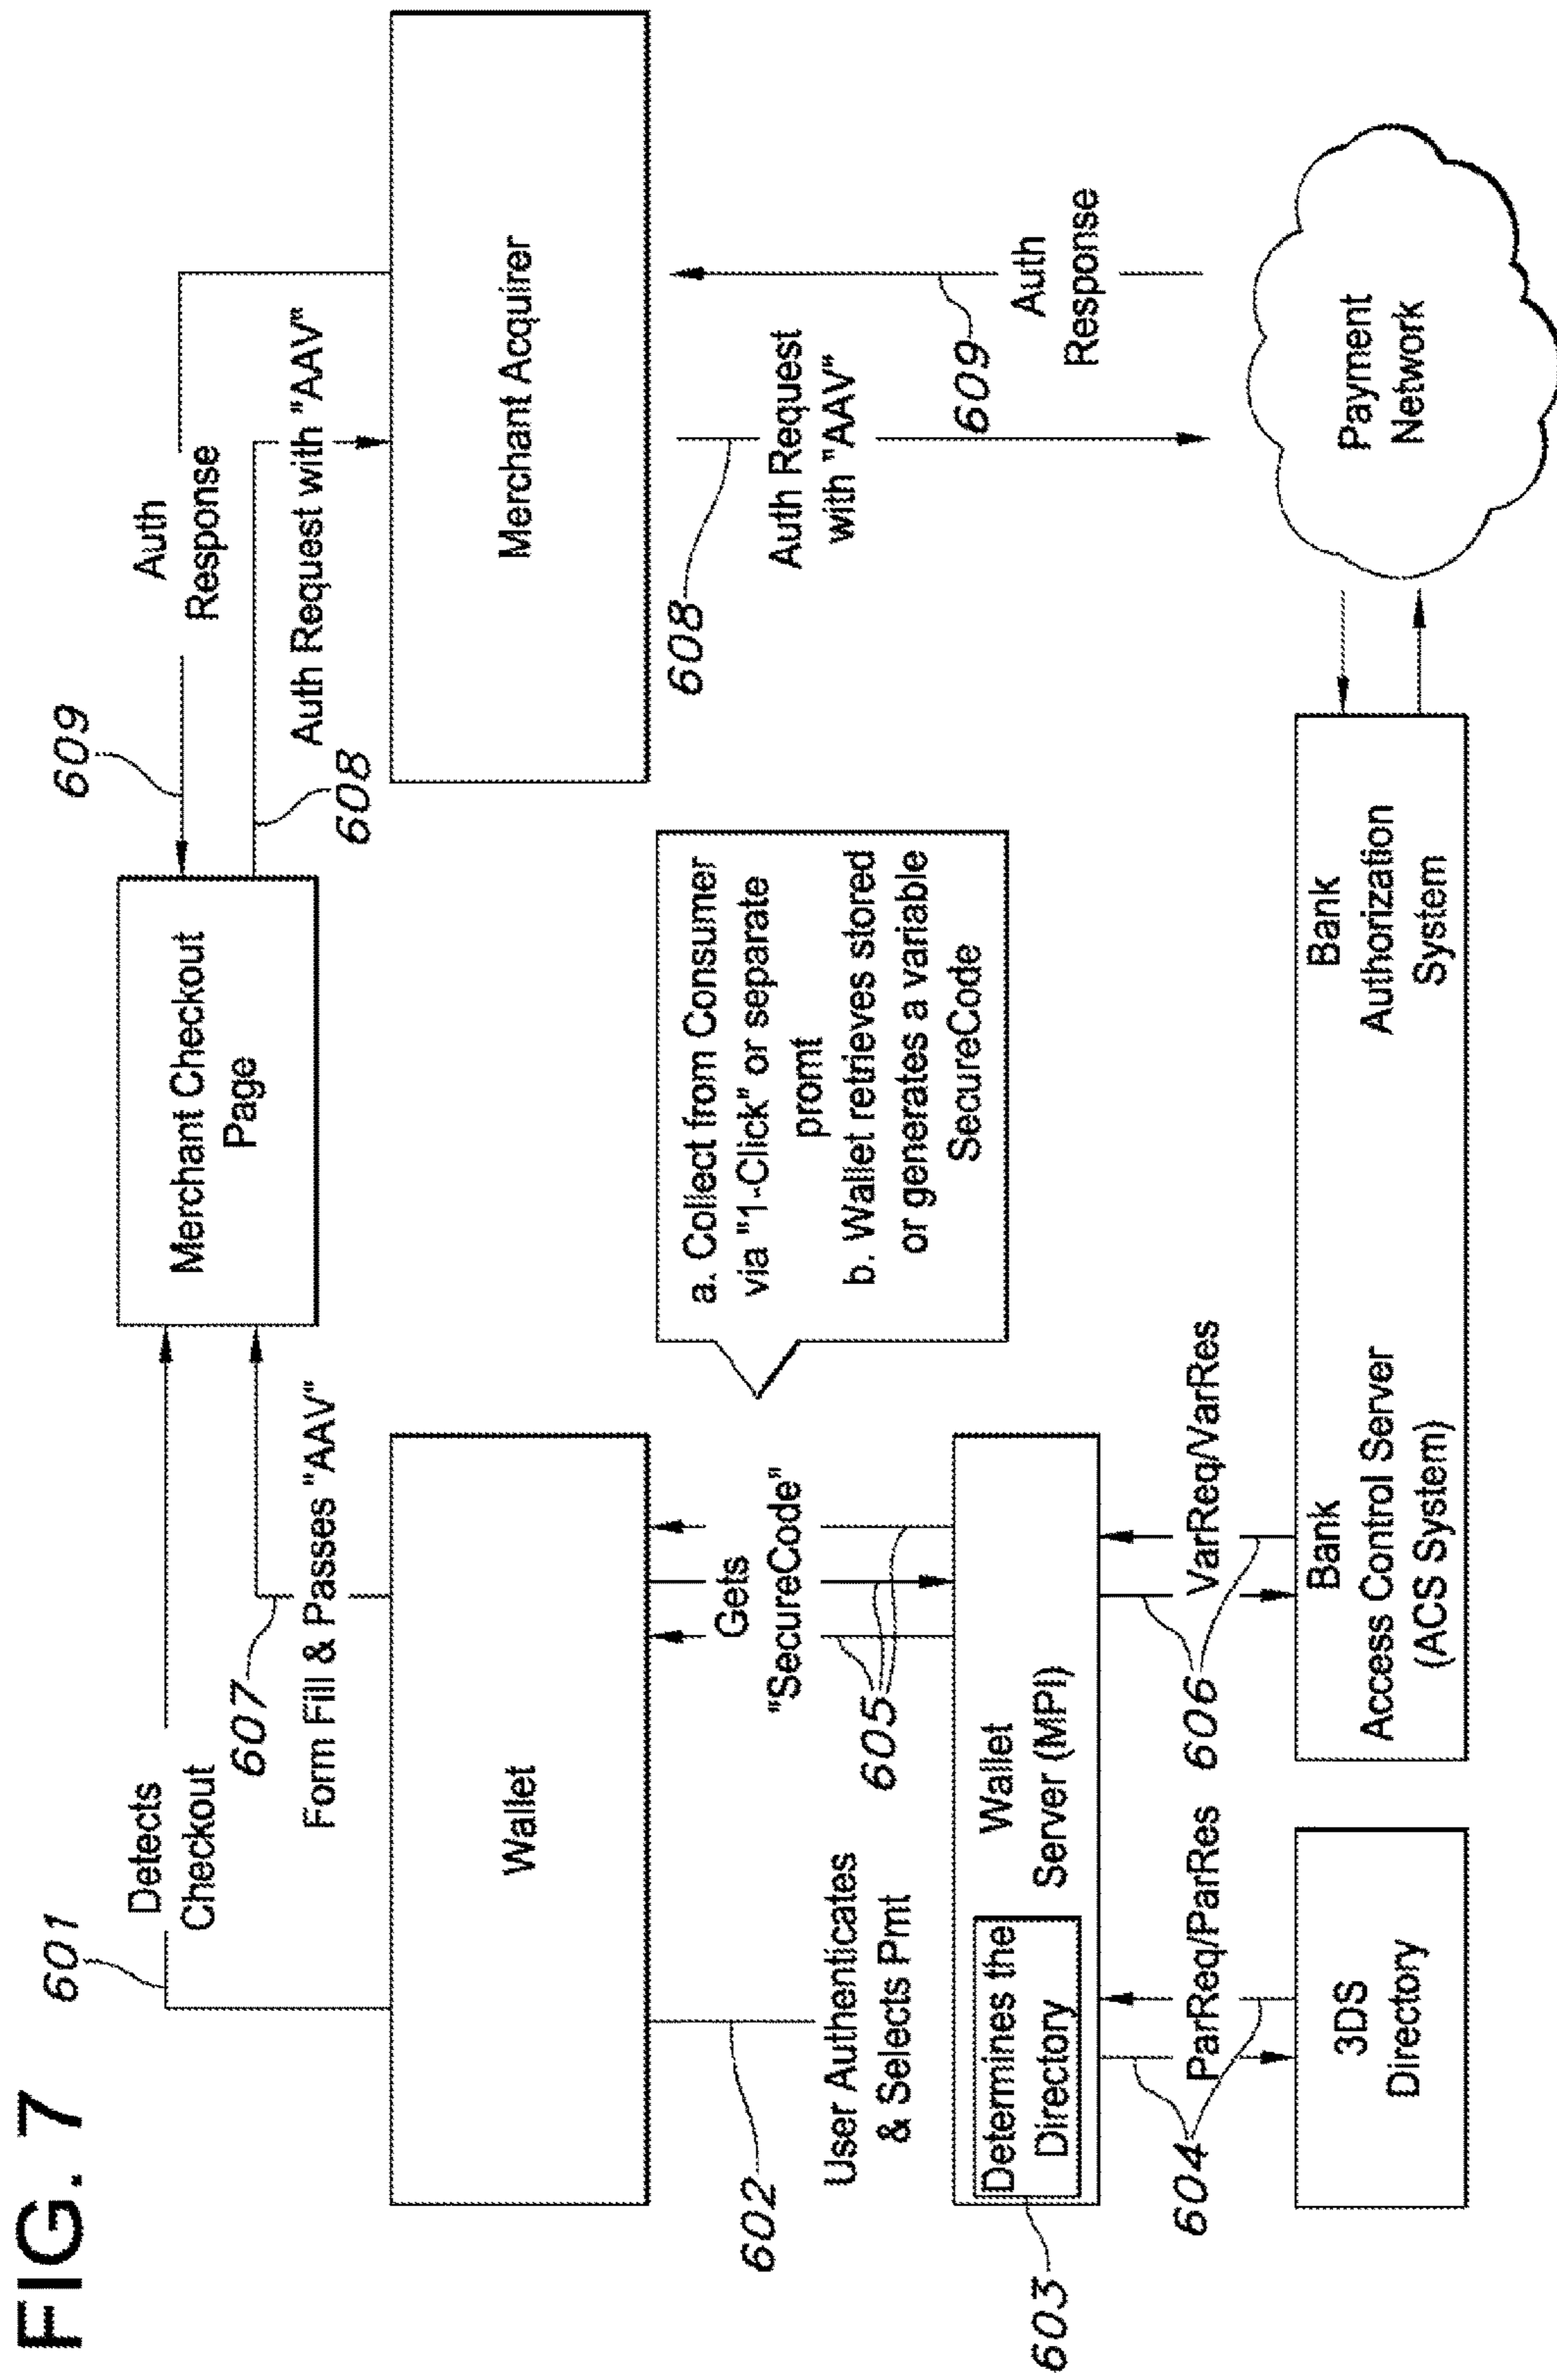 FIG. 7
601
Detects
Checkout
607
Form Fill & Passes "AAV"
Merchant Checkout
Page
609
Auth
Response
608
Auth Request with "AAV"
Wallet
Merchant Acquirer
602
User Authenticates
& Selects Pmt
605
Gets
"SecureCode"
a. Collect from Consumer
via "1-Click" or separate
promt
b. Wallet retrieves stored
or generates a variable
SecureCode
608
Auth Request
with "AAV"
609
Auth
Response
603
Determines the
Directory
Wallet
Server (MPI)
604
ParReq/ParRes
606
VarReq/VarRes
3DS
Directory
Bank
Access Control Server
(ACS System)
Bank
Authorization
System
Payment
Network